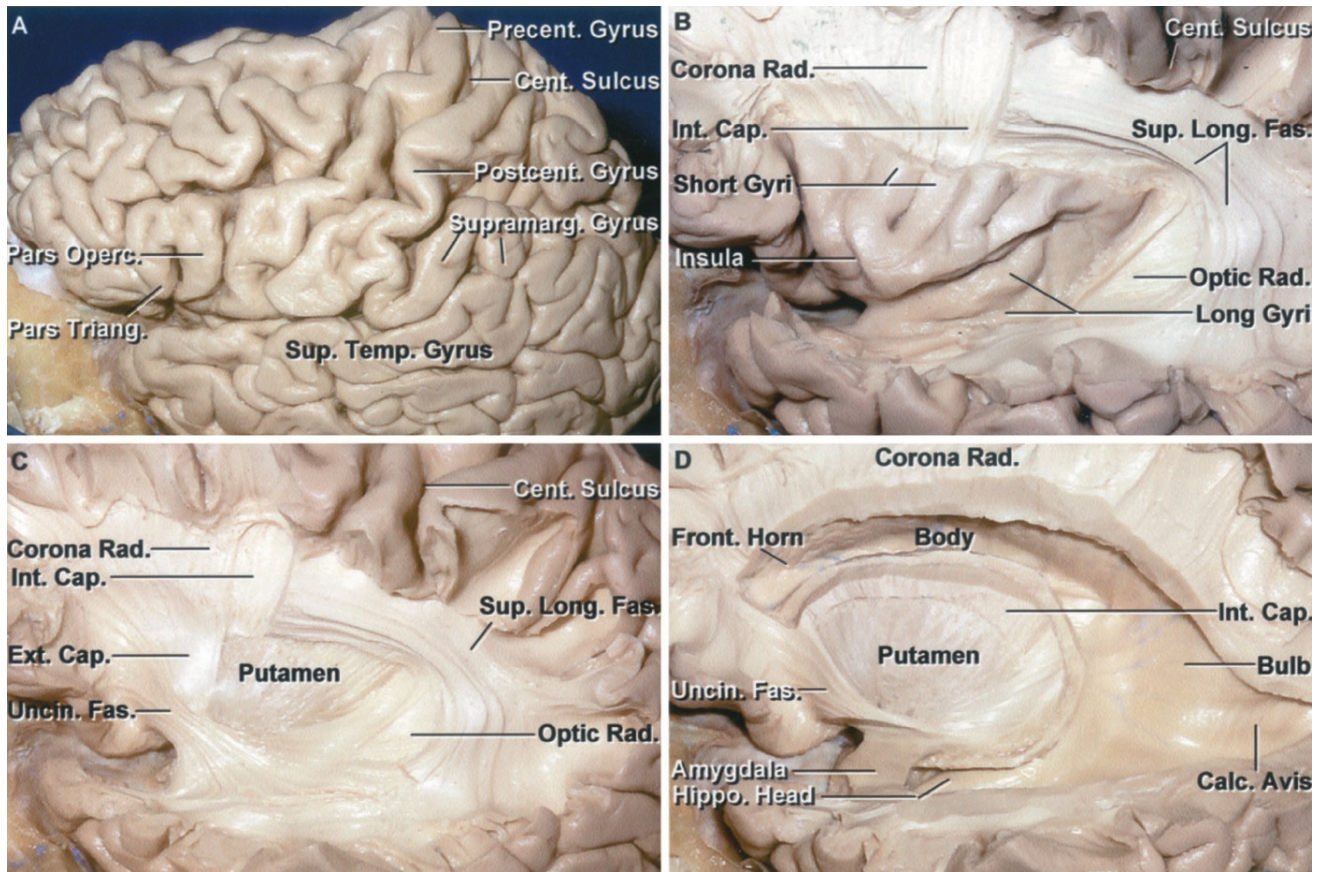 A
Precent. Gyrus
Cent. Sulcus
Postcent. Gyrus
Supramarg. Gyrus
Pars Operc.
Pars Triang.
Sup. Temp. Gyrus
B
Cent. Sulcus
Corona Rad.
Int. Cap.
Sup. Long. Fas.
Short Gyri
Insula
Optic Rad.
Long Gyri
C
Cent. Sulcus
Corona Rad.
Int. Cap.
Sup. Long. Fas.
Ext. Cap.
Putamen
Uncin. Fas.
Optic Rad.
D
Corona Rad.
Front. Horn
Body
Int. Cap.
Putamen
Bulb
Uncin. Fas.
Amygdala
Hippo. Head
Calc. Avis